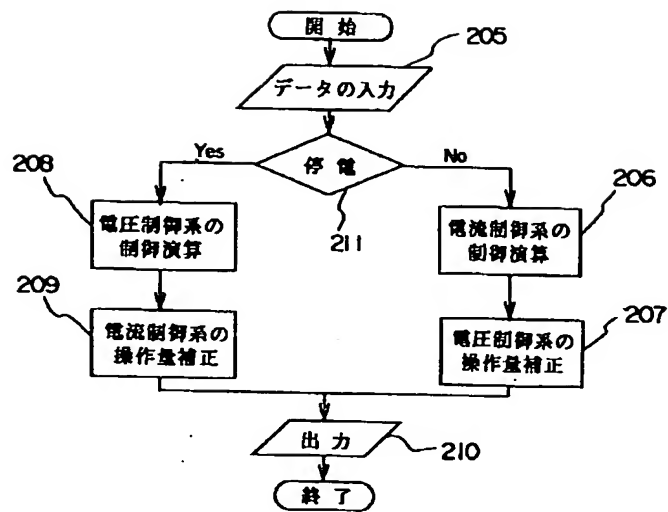 開始
205
データの入力
停電
Yes
No
211
208
電圧制御系の
制御演算
206
電流制御系の
制御演算
209
電流制御系の
操作量補正
207
電圧制御系の
操作量補正
出力
210
終了